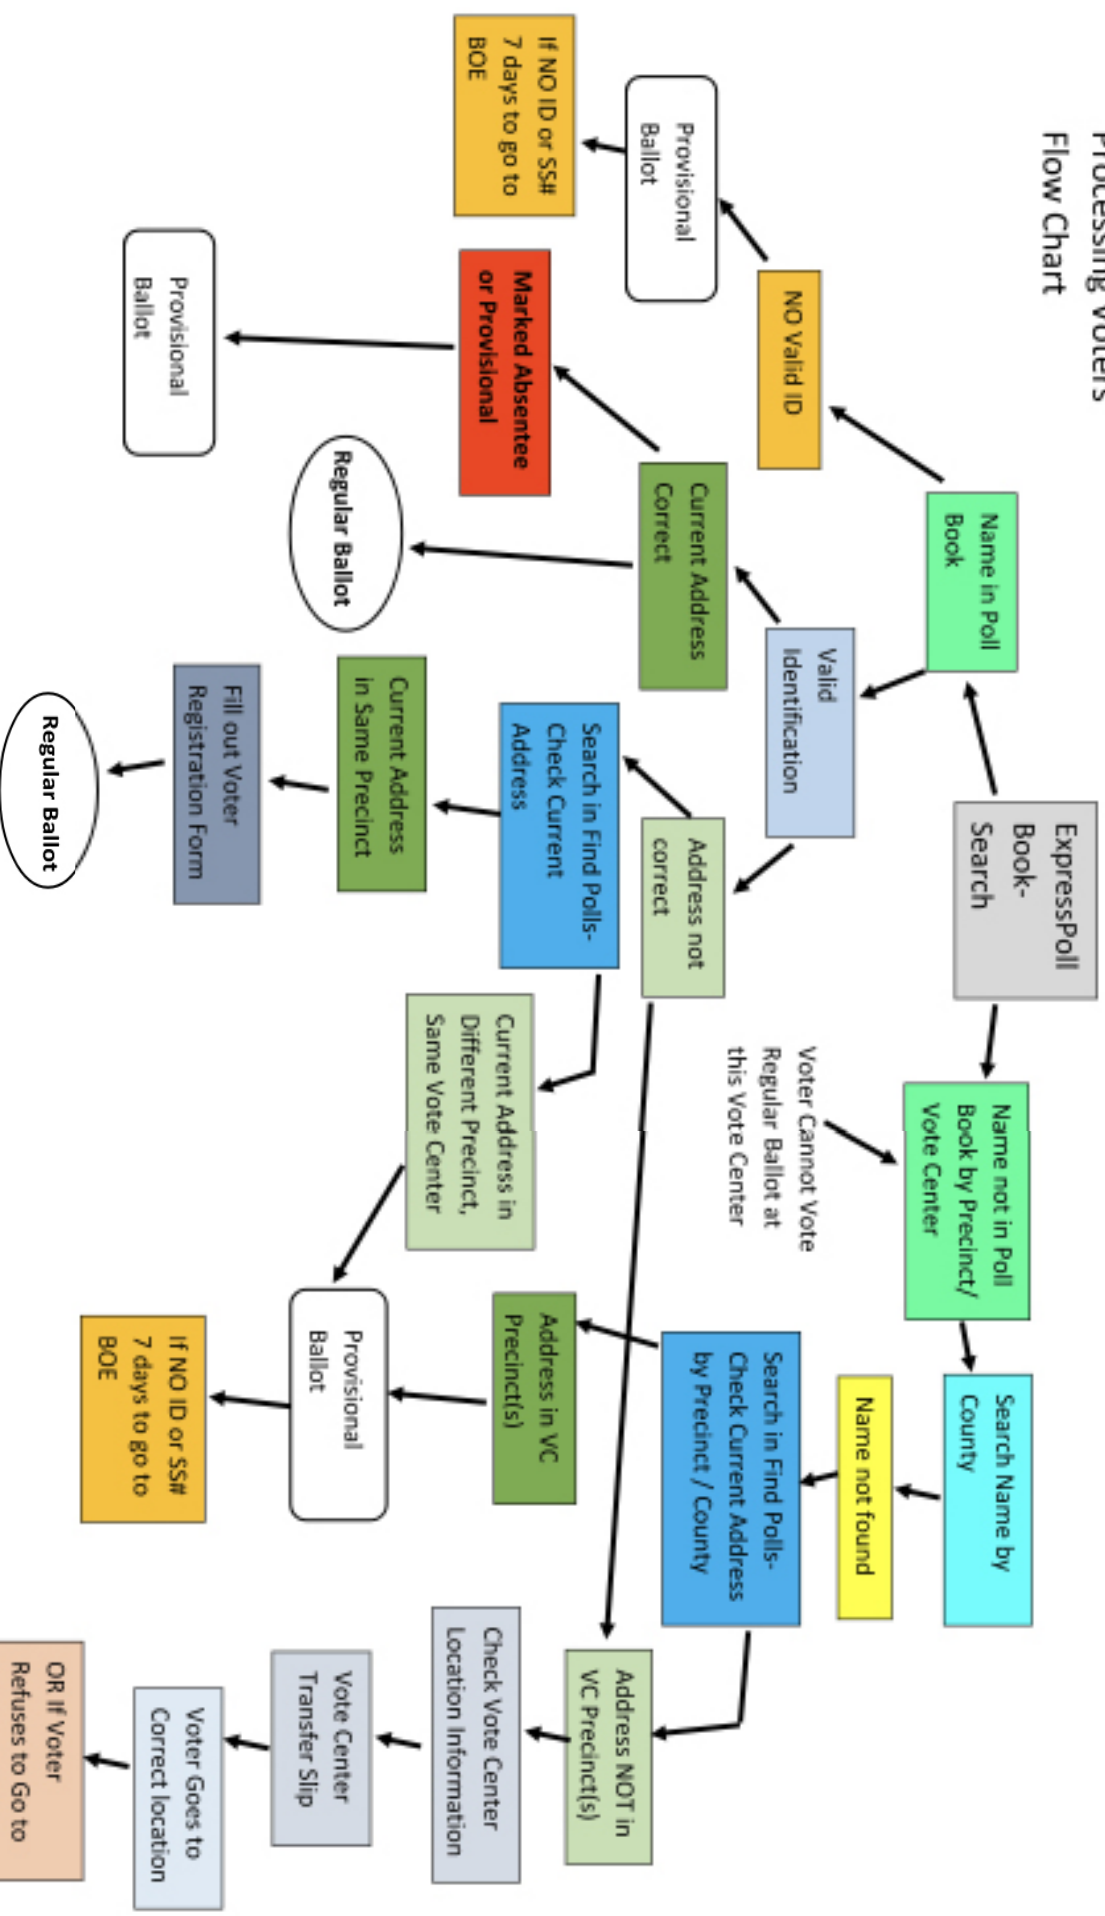 Processing Voters
Flow Chart
ExpressPoll
Book-
Search
Name in Poll
Book
Name not in Poll
Book by Precinct/
Vote Center
Search Name by
County
NO Valid ID
Valid
Identification
Voter Cannot Vote
Regular Ballot at
this Vote Center
Name not found
Provisional
Ballot
Current Address
Correct
Address not
correct
Search in Find Polls-
Check Current Address
by Precinct / County
If NO ID or SS#
7 days to go to
BOE
Marked Absentee
or Provisional
Search in Find Polls-
Check Current
Address
Address in VC
Precinct(s)
Address NOT in
VC Precinct(s)
Current Address in
Different Precinct,
Same Vote Center
Check Vote Center
Location Information
Regular Ballot
Current Address
in Same Precinct
Provisional
Ballot
Vote Center
Transfer Slip
Provisional
Ballot
Fill out Voter
Registration Form
If NO ID or SS#
7 days to go to
BOE
Voter Goes to
Correct location
Regular Ballot
OR If Voter
Refuses to Go to